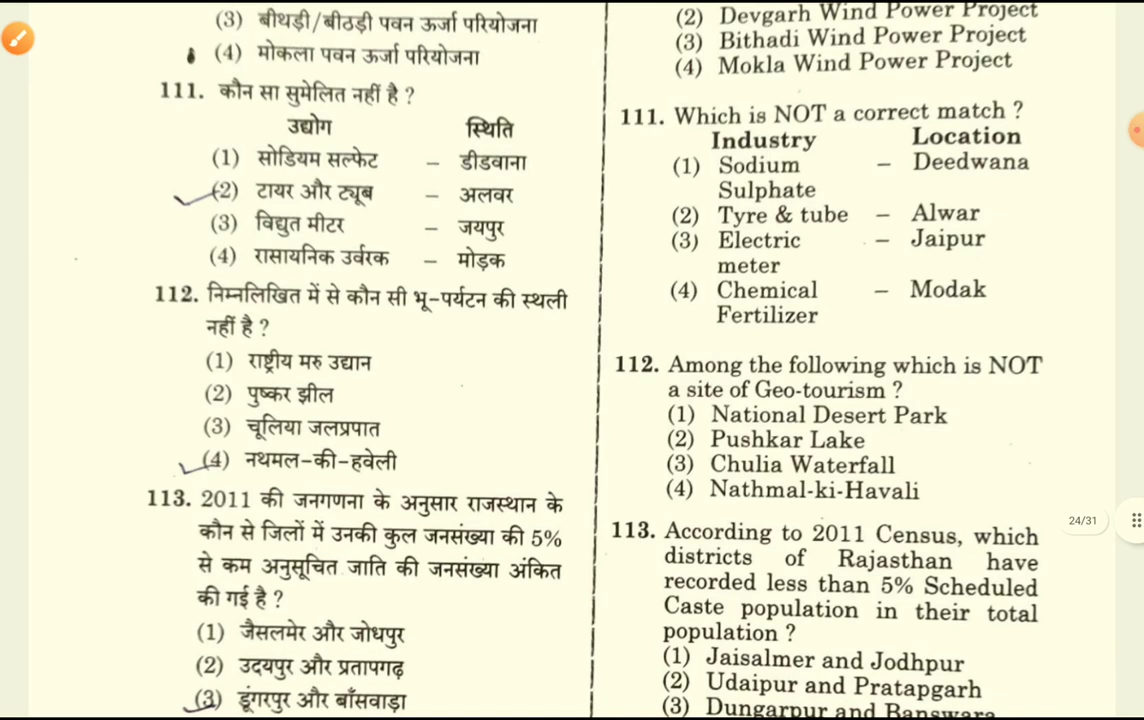 (3) बीथड़ी/बीठड़ी पवन ऊर्जा परियोजना
(4) मोकला पवन ऊर्जा परियोजना
111. कौन सा सुमेलित नहीं है ?
उद्योग स्थिति
(1) सोडियम सल्फेट – डीडवाना
(2) टायर और ट्यूब – अलवर
(3) विद्युत मीटर – जयपुर
(4) रासायनिक उर्वरक – मोड़क
112. निम्नलिखित में से कौन सी भू-पर्यटन की स्थली
नहीं है ?
(1) राष्ट्रीय मरु उद्यान
(2) पुष्कर झील
(3) चूलिया जलप्रपात
(4) नथमल-की-हवेली
113. 2011 की जनगणना के अनुसार राजस्थान के
कौन से जिलों में उनकी कुल जनसंख्या की 5%
से कम अनुसूचित जाति की जनसंख्या अंकित
की गई है ?
(1) जैसलमेर और जोधपुर
(2) उदयपुर और प्रतापगढ़
(3) डूंगरपुर और बाँसवाड़ा
(2) Devgarh Wind Power Project
(3) Bithadi Wind Power Project
(4) Mokla Wind Power Project
111. Which is NOT a correct match ?
Industry Location
(1) Sodium – Deedwana
Sulphate
(2) Tyre & tube – Alwar
(3) Electric – Jaipur
meter
(4) Chemical – Modak
Fertilizer
112. Among the following which is NOT
a site of Geo-tourism ?
(1) National Desert Park
(2) Pushkar Lake
(3) Chulia Waterfall
(4) Nathmal-ki-Havali
113. According to 2011 Census, which
districts of Rajasthan have
recorded less than 5% Scheduled
Caste population in their total
population ?
(1) Jaisalmer and Jodhpur
(2) Udaipur and Pratapgarh
(3) Dungarpur and Banswara
24/31